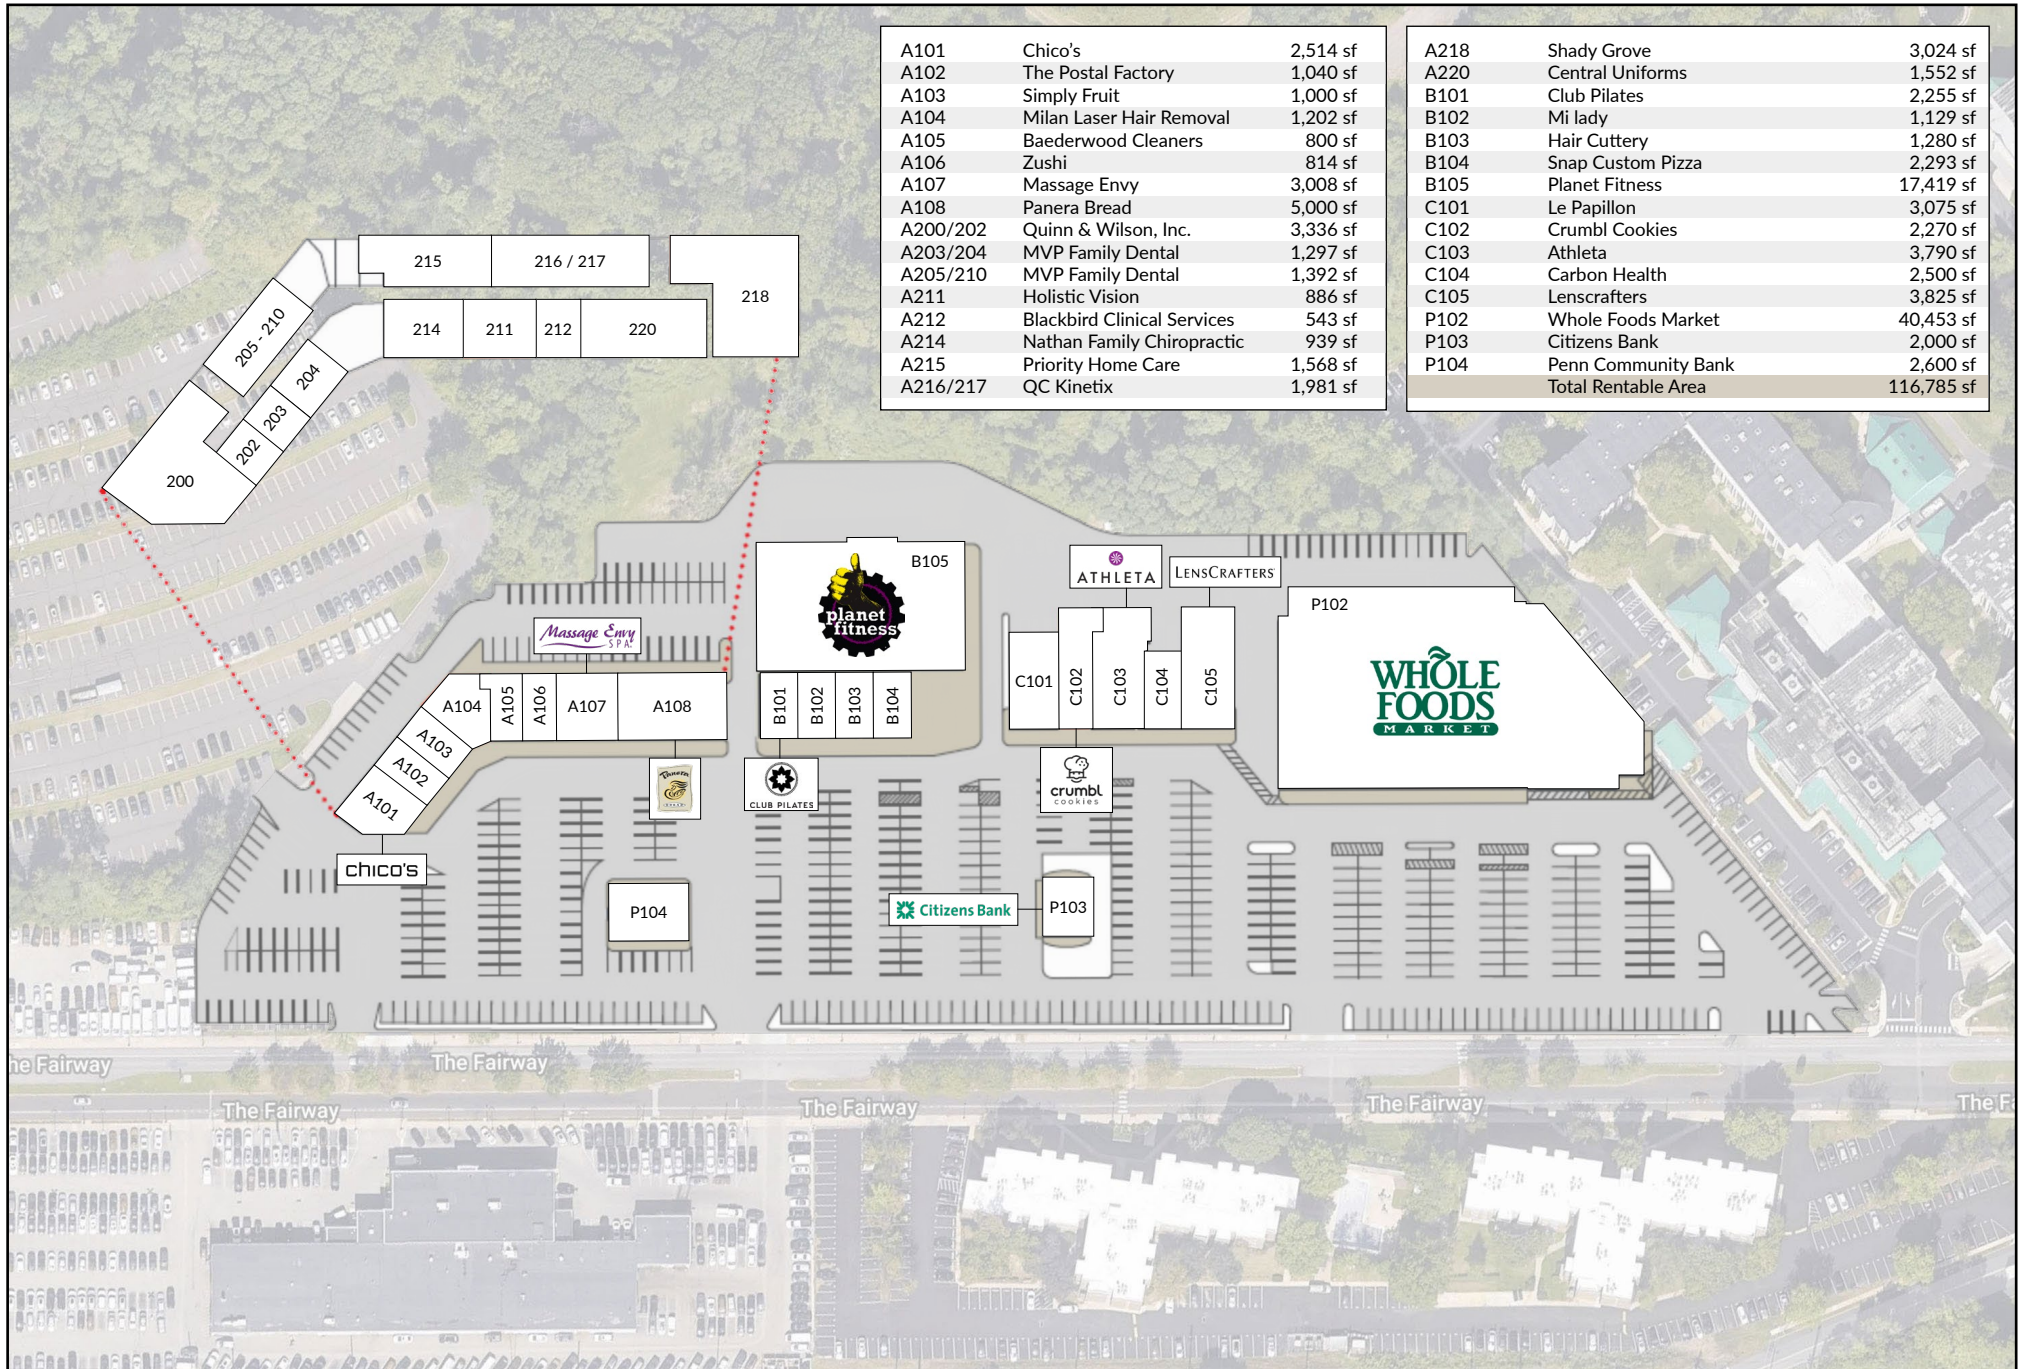 A101 Chico's 2,514 sf
A102 The Postal Factory 1,040 sf
A103 Simply Fruit 1,000 sf
A104 Milan Laser Hair Removal 1,202 sf
A105 Baederwood Cleaners 800 sf
A106 Zushi 814 sf
A107 Massage Envy 3,008 sf
A108 Panera Bread 5,000 sf
A200/202 Quinn & Wilson, Inc. 3,336 sf
A203/204 MVP Family Dental 1,297 sf
A205/210 MVP Family Dental 1,392 sf
A211 Holistic Vision 886 sf
A212 Blackbird Clinical Services 543 sf
A214 Nathan Family Chiropractic 939 sf
A215 Priority Home Care 1,568 sf
A216/217 QC Kinetix 1,981 sf
A218 Shady Grove 3,024 sf
A220 Central Uniforms 1,552 sf
B101 Club Pilates 2,255 sf
B102 Mi lady 1,129 sf
B103 Hair Cuttery 1,280 sf
B104 Snap Custom Pizza 2,293 sf
B105 Planet Fitness 17,419 sf
C101 Le Papillon 3,075 sf
C102 Crumbl Cookies 2,270 sf
C103 Athleta 3,790 sf
C104 Carbon Health 2,500 sf
C105 Lenscrafters 3,825 sf
P102 Whole Foods Market 40,453 sf
P103 Citizens Bank 2,000 sf
P104 Penn Community Bank 2,600 sf
Total Rentable Area 116,785 sf
215
216 / 217
218
205 - 210
214
211
212
220
204
203
202
200
B105
planet
fitness
ATHLETA
LENSCRAFTERS
P102
WHOLE
FOODS
MARKET
Massage Envy
SPA
A104
A105
A106
A107
A108
A103
A102
A101
B101
B102
B103
B104
C101
C102
C103
C104
C105
Panera
BREAD
CLUB PILATES
crumbl
cookies
chico's
P104
Citizens Bank
P103
he Fairway
The Fairway
The Fairway
The Fairway
The Fairway
The Fa